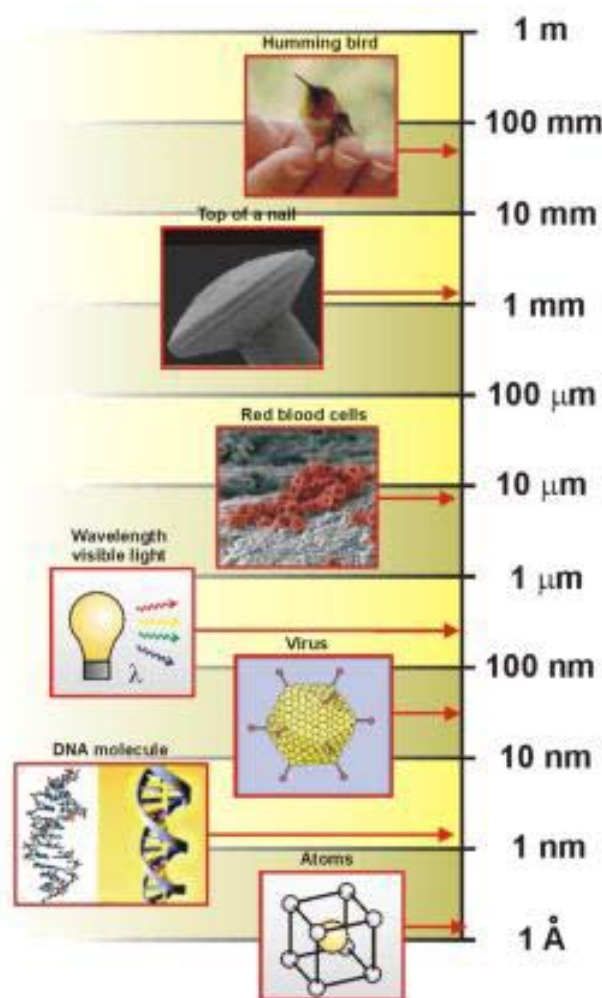 1 m
Humming bird
100 mm
10 mm
Top of a nail
1 mm
100 μm
Red blood cells
10 μm
Wavelength
visible light
1 μm
λ
Virus
100 nm
DNA molecule
10 nm
1 nm
Atoms
1 Å